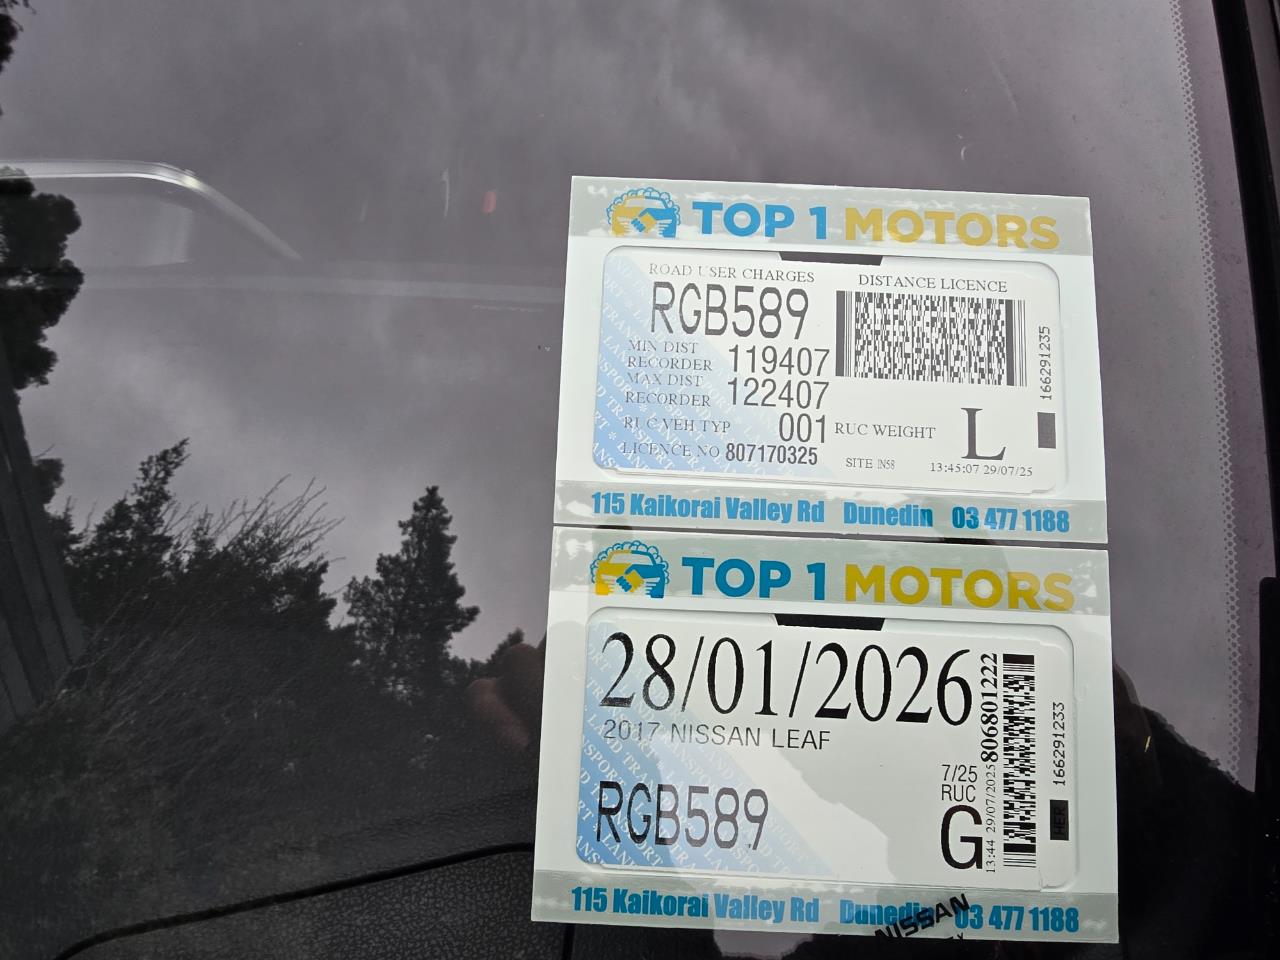 TOP 1 MOTORS
ROAD USER CHARGES
DISTANCE LICENCE
RGB589
MIN DIST
RECORDER 119407
MAX DIST
RECORDER 122407
RUC VEH TYP 001
RUC WEIGHT L
LICENCE NO 807170325
SITE IN58
13:45:07 29/07/25
166291235
115 Kaikorai Valley Rd Dunedin 03 477 1188
TOP 1 MOTORS
28/01/2026
2017 NISSAN LEAF
RGB589
7/25
RUC
G
13:44 29/07/2025 806801222
166291233
HER
115 Kaikorai Valley Rd Dunedin 03 477 1188
NISSAN